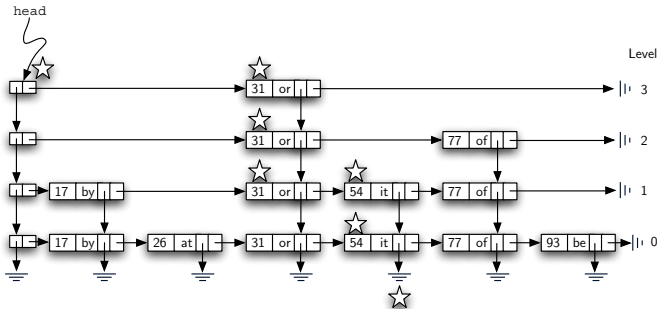 head
Level
31 or 3
31 or 77 of 2
17 by 31 or 54 it 77 of 1
17 by 26 at 31 or 54 it 77 of 93 be 0